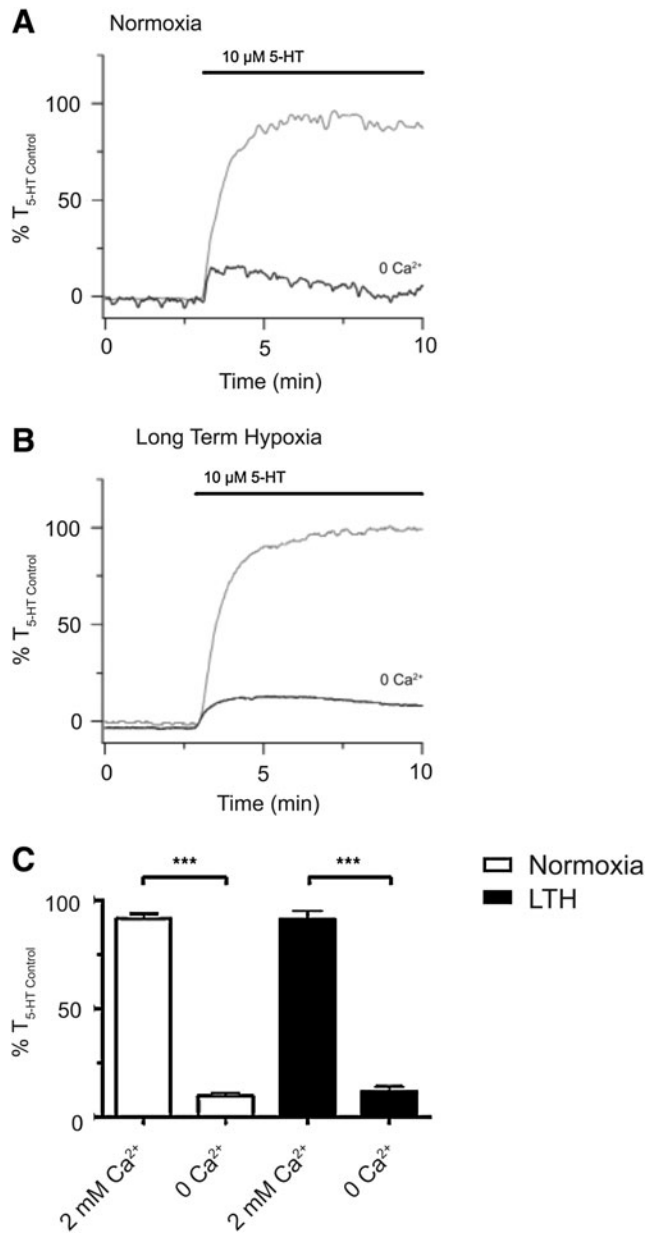 A
Normoxia
10 µM 5-HT
% T5-HT Control
100
50
0
0 Ca²⁺
0
5
10
Time (min)
B
Long Term Hypoxia
10 µM 5-HT
% T5-HT Control
100
50
0
0 Ca²⁺
0
5
10
Time (min)
C
*** ***
Normoxia
LTH
% T5-HT Control
100
50
0
2 mM Ca²⁺
0 Ca²⁺
2 mM Ca²⁺
0 Ca²⁺